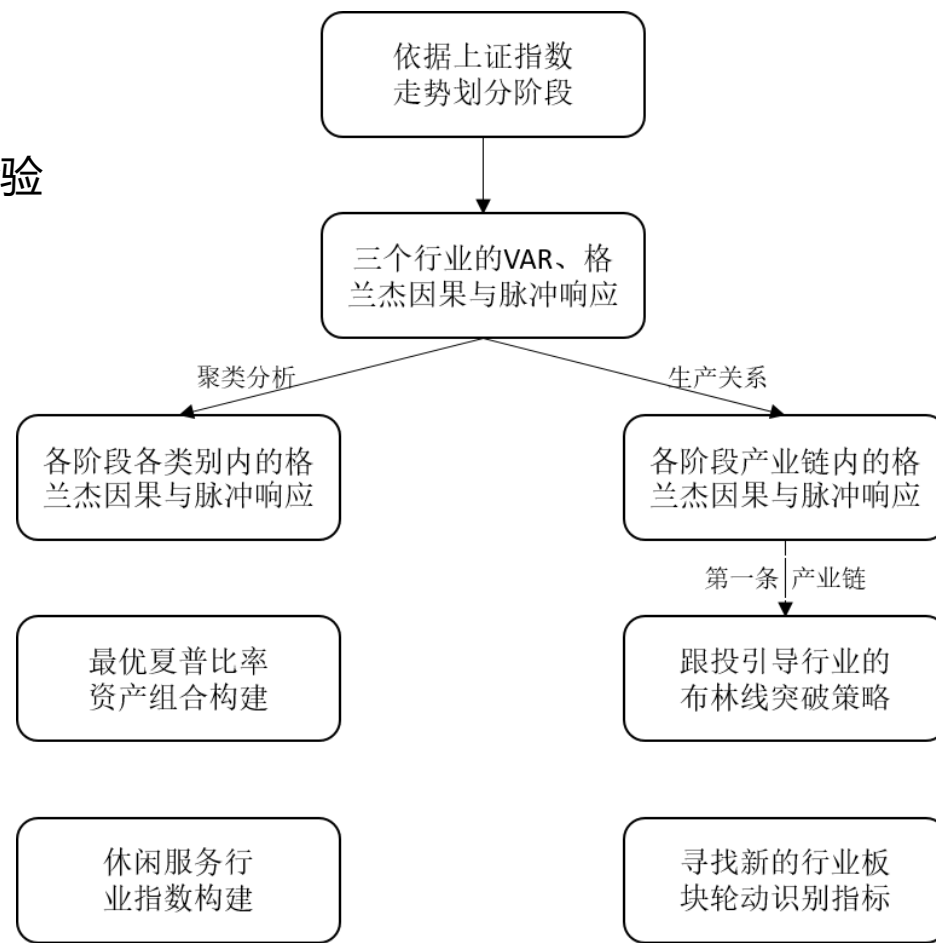 依据上证指数
走势划分阶段
验
三个行业的VAR、格
兰杰因果与脉冲响应
聚类分析
生产关系
各阶段各类别内的格
兰杰因果与脉冲响应
各阶段产业链内的格
兰杰因果与脉冲响应
第一条 产业链
最优夏普比率
资产组合构建
跟投引导行业的
布林线突破策略
休闲服务行
业指数构建
寻找新的行业板
块轮动识别指标